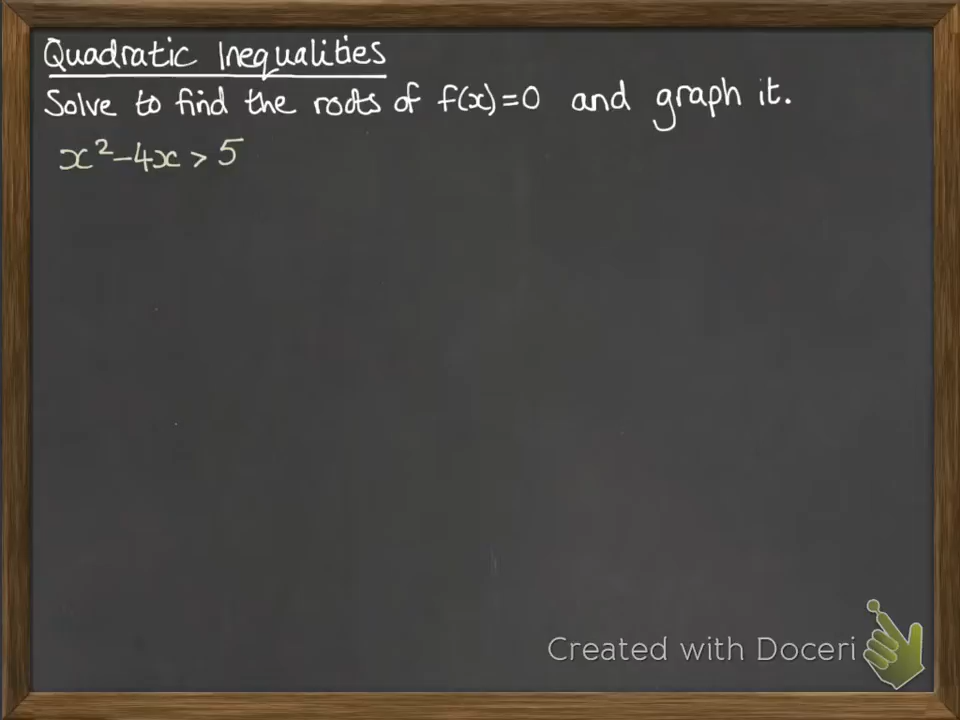 Quadratic Inequalities
Solve to find the roots of f(x)=0 and graph it.
x²-4x > 5
Created with Doceri